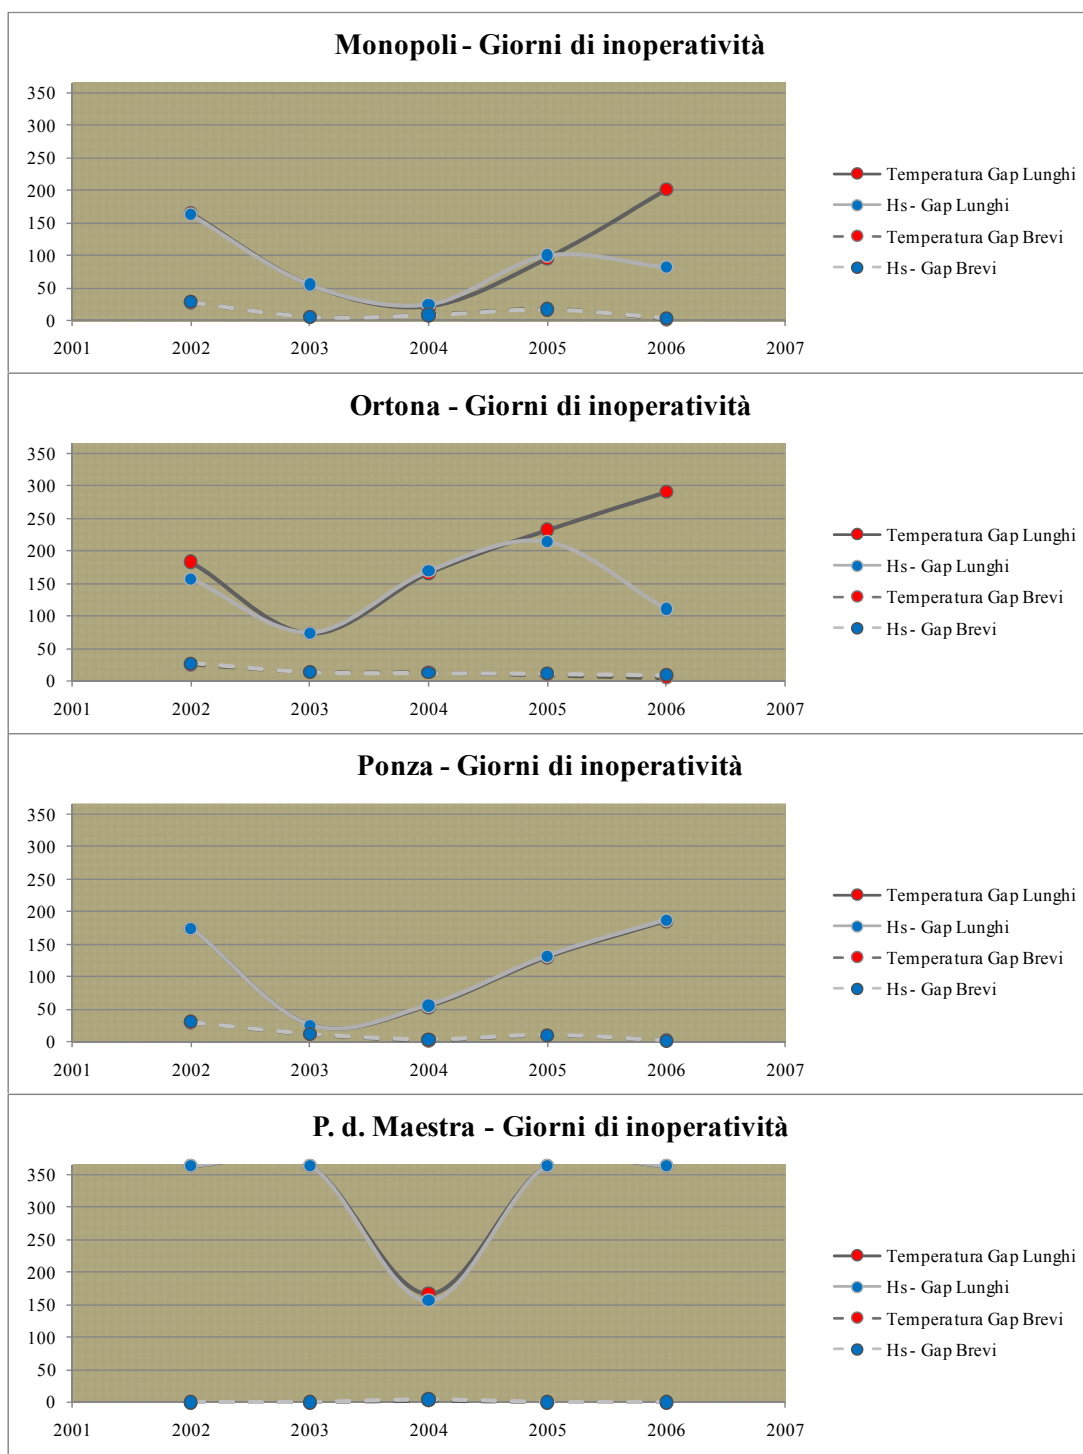 Monopoli - Giorni di inoperatività
350
300
250
200
150
100
50
0
2001 2002 2003 2004 2005 2006 2007
Temperatura Gap Lunghi
Hs - Gap Lunghi
Temperatura Gap Brevi
Hs - Gap Brevi
Ortona - Giorni di inoperatività
350
300
250
200
150
100
50
0
2001 2002 2003 2004 2005 2006 2007
Temperatura Gap Lunghi
Hs - Gap Lunghi
Temperatura Gap Brevi
Hs - Gap Brevi
Ponza - Giorni di inoperatività
350
300
250
200
150
100
50
0
2001 2002 2003 2004 2005 2006 2007
Temperatura Gap Lunghi
Hs - Gap Lunghi
Temperatura Gap Brevi
Hs - Gap Brevi
P. d. Maestra - Giorni di inoperatività
350
300
250
200
150
100
50
0
2001 2002 2003 2004 2005 2006 2007
Temperatura Gap Lunghi
Hs - Gap Lunghi
Temperatura Gap Brevi
Hs - Gap Brevi